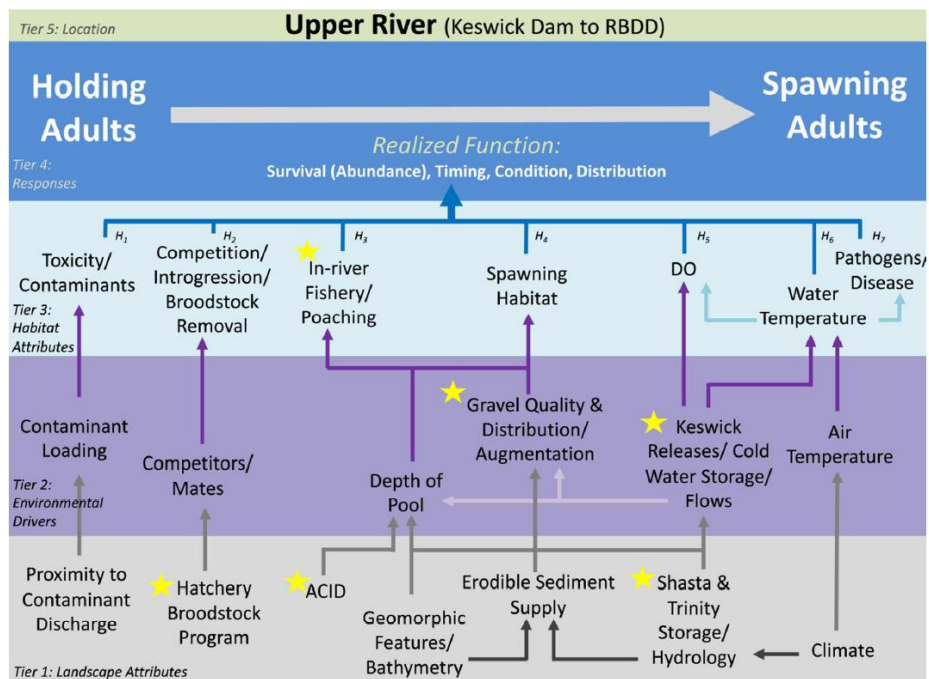 Tier 5: Location
Upper River (Keswick Dam to RBDD)
Holding
Adults
Spawning
Adults
Realized Function:
Survival (Abundance), Timing, Condition, Distribution
Tier 4:
Responses
H1
H2
H3
H4
H5
H6
H7
Toxicity/
Contaminants
Competition/
Introgression/
Broodstock
Removal
In-river
Fishery/
Poaching
Spawning
Habitat
DO
Water
Temperature
Pathogens/
Disease
Tier 3:
Habitat
Attributes
Contaminant
Loading
Competitors/
Mates
Depth of
Pool
Gravel Quality &
Distribution/
Augmentation
Keswick
Releases/ Cold
Water Storage/
Flows
Air
Temperature
Tier 2:
Environmental
Drivers
Proximity to
Contaminant
Discharge
Hatchery
Broodstock
Program
ACID
Geomorphic
Features/
Bathymetry
Erodible Sediment
Supply
Shasta &
Trinity
Storage/
Hydrology
Climate
Tier 1: Landscape Attributes